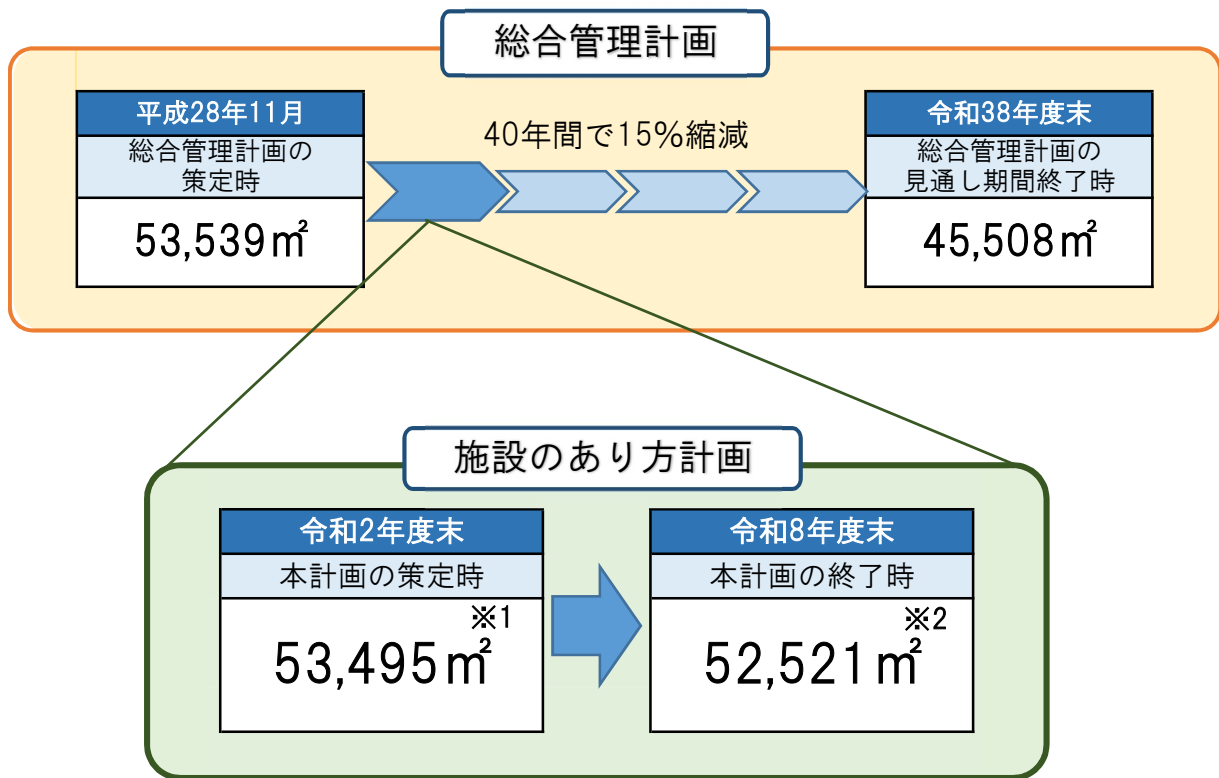 総合管理計画
平成28年11月
総合管理計画の
策定時
53,539㎡
40年間で15%縮減
令和38年度末
総合管理計画の
見通し期間終了時
45,508㎡
施設のあり方計画
令和2年度末
本計画の策定時
※1
53,495㎡
令和8年度末
本計画の終了時
※2
52,521㎡